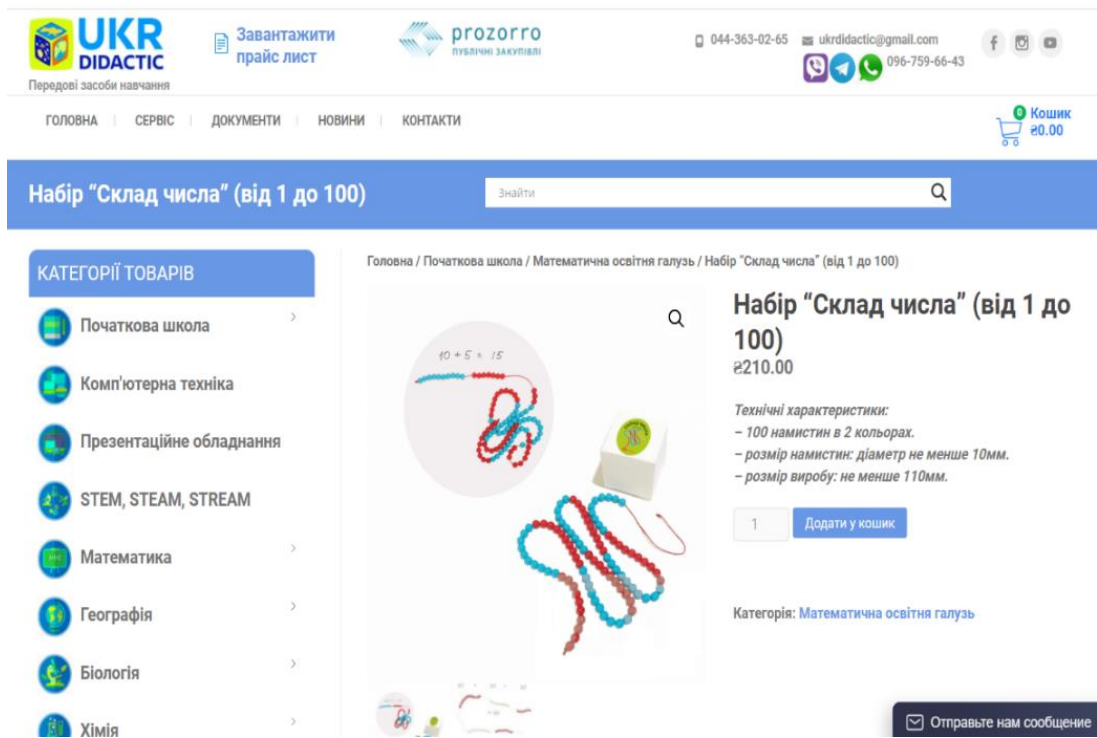 UKR
DIDACTIC
Передові засоби навчання
Завантажити
прайс лист
prozorro
ПУБЛІЧНІ ЗАКУПІВЛІ
044-363-02-65
ukrdidactic@gmail.com
096-759-66-43
ГОЛОВНА
СЕРВІС
ДОКУМЕНТИ
НОВИНИ
КОНТАКТИ
0 Кошик
₴0.00
Набір “Склад числа” (від 1 до 100)
Знайти
КАТЕГОРІЇ ТОВАРІВ
Початкова школа
Комп'ютерна техніка
Презентаційне обладнання
STEM, STEAM, STREAM
Математика
Географія
Біологія
Хімія
Головна / Початкова школа / Математична освітня галузь / Набір “Склад числа” (від 1 до 100)
10 + 5 = 15
Набір “Склад числа” (від 1 до
100)
₴210.00
Технічні характеристики:
– 100 намистин в 2 кольорах.
– розмір намистин: діаметр не менше 10мм.
– розмір виробу: не менше 110мм.
1
Додати у кошик
Категорія: Математична освітня галузь
Отправьте нам сообщение